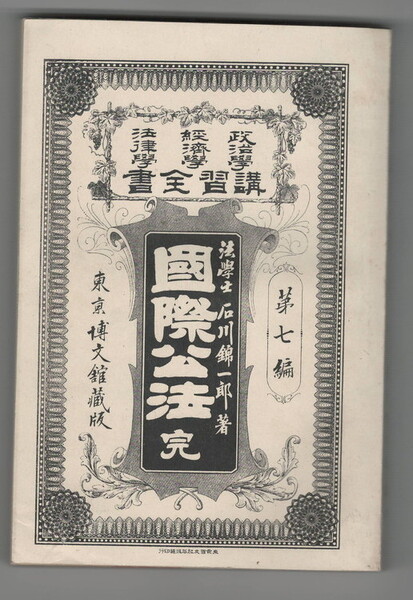 政治學
經濟學
法律學
講習全書
第七編
法學士 石川錦一郎著
國際公法 完
東京博文館藏版